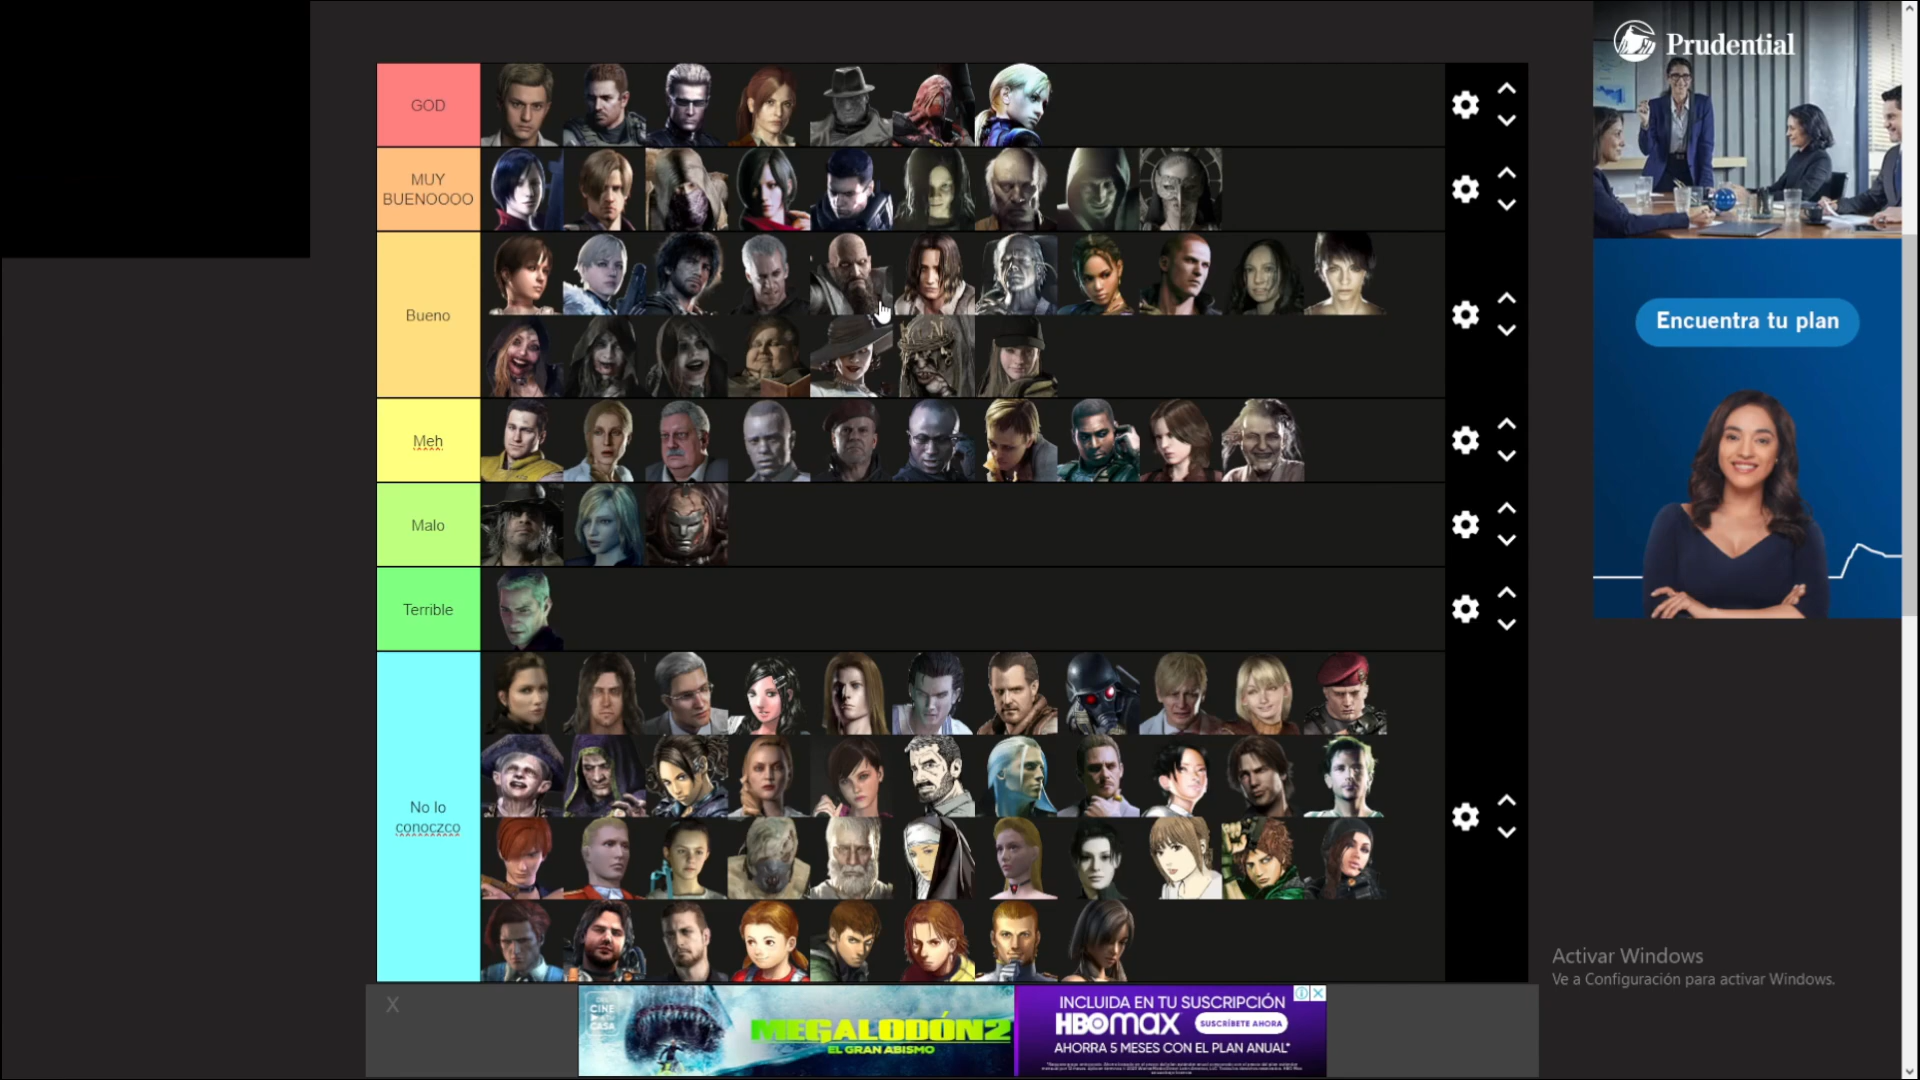 Prudential
GOD
MUY
BUENOOOO
Bueno
Encuentra tu plan
Meh
Malo
Terrible
No lo
conoczco
Activar Windows
Ve a Configuración para activar Windows.
X
CINE
CASA
MEGALODÓN2
EL GRAN ABISMO
INCLUIDA EN TU SUSCRIPCIÓN
HBOMAX
SUSCRÍBETE AHORA
AHORRA 5 MESES CON EL PLAN ANUAL*